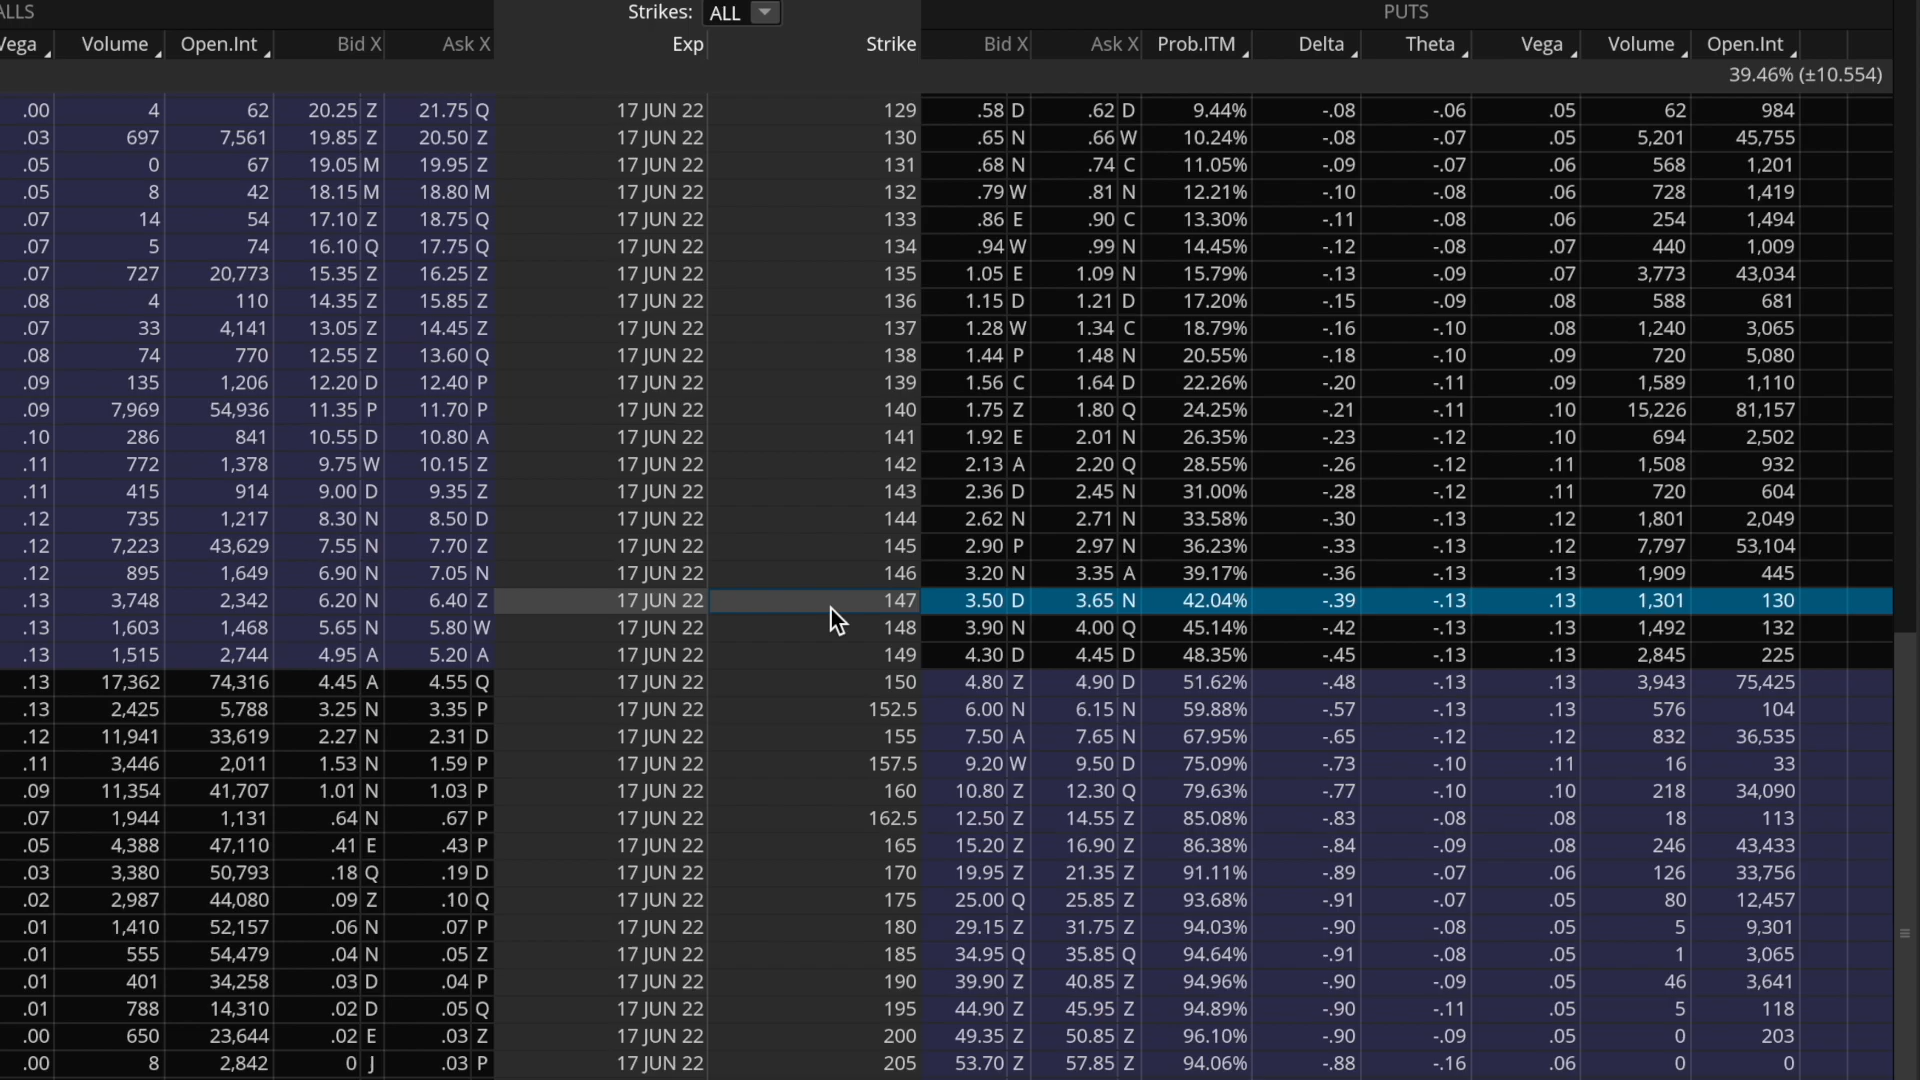 ALLS Strikes: ALL PUTS
Vega Volume Open.Int Bid X Ask X Exp Strike Bid X Ask X Prob.ITM Delta Theta Vega Volume Open.Int
39.46% (±10.554)
.00 4 62 20.25 Z 21.75 Q 17 JUN 22 129 .58 D .62 D 9.44% -.08 -.06 .05 62 984
.03 697 7,561 19.85 Z 20.50 Z 17 JUN 22 130 .65 N .66 W 10.24% -.08 -.07 .05 5,201 45,755
.05 0 67 19.05 M 19.95 Z 17 JUN 22 131 .68 N .74 C 11.05% -.09 -.07 .06 568 1,201
.05 8 42 18.15 M 18.80 M 17 JUN 22 132 .79 W .81 N 12.21% -.10 -.08 .06 728 1,419
.07 14 54 17.10 Z 18.75 Q 17 JUN 22 133 .86 E .90 C 13.30% -.11 -.08 .06 254 1,494
.07 5 74 16.10 Q 17.75 Q 17 JUN 22 134 .94 W .99 N 14.45% -.12 -.08 .07 440 1,009
.07 727 20,773 15.35 Z 16.25 Z 17 JUN 22 135 1.05 E 1.09 N 15.79% -.13 -.09 .07 3,773 43,034
.08 4 110 14.35 Z 15.85 Z 17 JUN 22 136 1.15 D 1.21 D 17.20% -.15 -.09 .08 588 681
.07 33 4,141 13.05 Z 14.45 Z 17 JUN 22 137 1.28 W 1.34 C 18.79% -.16 -.10 .08 1,240 3,065
.08 74 770 12.55 Z 13.60 Q 17 JUN 22 138 1.44 P 1.48 N 20.55% -.18 -.10 .09 720 5,080
.09 135 1,206 12.20 D 12.40 P 17 JUN 22 139 1.56 C 1.64 D 22.26% -.20 -.11 .09 1,589 1,110
.09 7,969 54,936 11.35 P 11.70 P 17 JUN 22 140 1.75 Z 1.80 Q 24.25% -.21 -.11 .10 15,226 81,157
.10 286 841 10.55 D 10.80 A 17 JUN 22 141 1.92 E 2.01 N 26.35% -.23 -.12 .10 694 2,502
.11 772 1,378 9.75 W 10.15 Z 17 JUN 22 142 2.13 A 2.20 Q 28.55% -.26 -.12 .11 1,508 932
.11 415 914 9.00 D 9.35 Z 17 JUN 22 143 2.36 D 2.45 N 31.00% -.28 -.12 .11 720 604
.12 735 1,217 8.30 N 8.50 D 17 JUN 22 144 2.62 N 2.71 N 33.58% -.30 -.13 .12 1,801 2,049
.12 7,223 43,629 7.55 N 7.70 Z 17 JUN 22 145 2.90 P 2.97 N 36.23% -.33 -.13 .12 7,797 53,104
.12 895 1,649 6.90 N 7.05 N 17 JUN 22 146 3.20 N 3.35 A 39.17% -.36 -.13 .13 1,909 445
.13 3,748 2,342 6.20 N 6.40 Z 17 JUN 22 147 3.50 D 3.65 N 42.04% -.39 -.13 .13 1,301 130
.13 1,603 1,468 5.65 N 5.80 W 17 JUN 22 148 3.90 N 4.00 Q 45.14% -.42 -.13 .13 1,492 132
.13 1,515 2,744 4.95 A 5.20 A 17 JUN 22 149 4.30 D 4.45 D 48.35% -.45 -.13 .13 2,845 225
.13 17,362 74,316 4.45 A 4.55 Q 17 JUN 22 150 4.80 Z 4.90 D 51.62% -.48 -.13 .13 3,943 75,425
.13 2,425 5,788 3.25 N 3.35 P 17 JUN 22 152.5 6.00 N 6.15 N 59.88% -.57 -.13 .13 576 104
.12 11,941 33,619 2.27 N 2.31 D 17 JUN 22 155 7.50 A 7.65 N 67.95% -.65 -.12 .12 832 36,535
.11 3,446 2,011 1.53 N 1.59 P 17 JUN 22 157.5 9.20 W 9.50 D 75.09% -.73 -.10 .11 16 33
.09 11,354 41,707 1.01 N 1.03 P 17 JUN 22 160 10.80 Z 12.30 Q 79.63% -.77 -.10 .10 218 34,090
.07 1,944 1,131 .64 N .67 P 17 JUN 22 162.5 12.50 Z 14.55 Z 85.08% -.83 -.08 .08 18 113
.05 4,388 47,110 .41 E .43 P 17 JUN 22 165 15.20 Z 16.90 Z 86.38% -.84 -.09 .08 246 43,433
.03 3,380 50,793 .18 Q .19 D 17 JUN 22 170 19.95 Z 21.35 Z 91.11% -.89 -.07 .06 126 33,756
.02 2,987 44,080 .09 Z .10 Q 17 JUN 22 175 25.00 Q 25.85 Z 93.68% -.91 -.07 .05 80 12,457
.01 1,410 52,157 .06 N .07 P 17 JUN 22 180 29.15 Z 31.75 Z 94.03% -.90 -.08 .05 5 9,301
.01 555 54,479 .04 N .05 Z 17 JUN 22 185 34.95 Q 35.85 Q 94.64% -.91 -.08 .05 1 3,065
.01 401 34,258 .03 D .04 P 17 JUN 22 190 39.90 Z 40.85 Z 94.96% -.90 -.09 .05 46 3,641
.01 788 14,310 .02 D .05 Q 17 JUN 22 195 44.90 Z 45.95 Z 94.89% -.90 -.11 .05 5 118
.00 650 23,644 .02 E .03 Z 17 JUN 22 200 49.35 Z 50.85 Z 96.10% -.90 -.09 .05 0 203
.00 8 2,842 0 J .03 P 17 JUN 22 205 53.70 Z 57.85 Z 94.06% -.88 -.16 .06 0 0